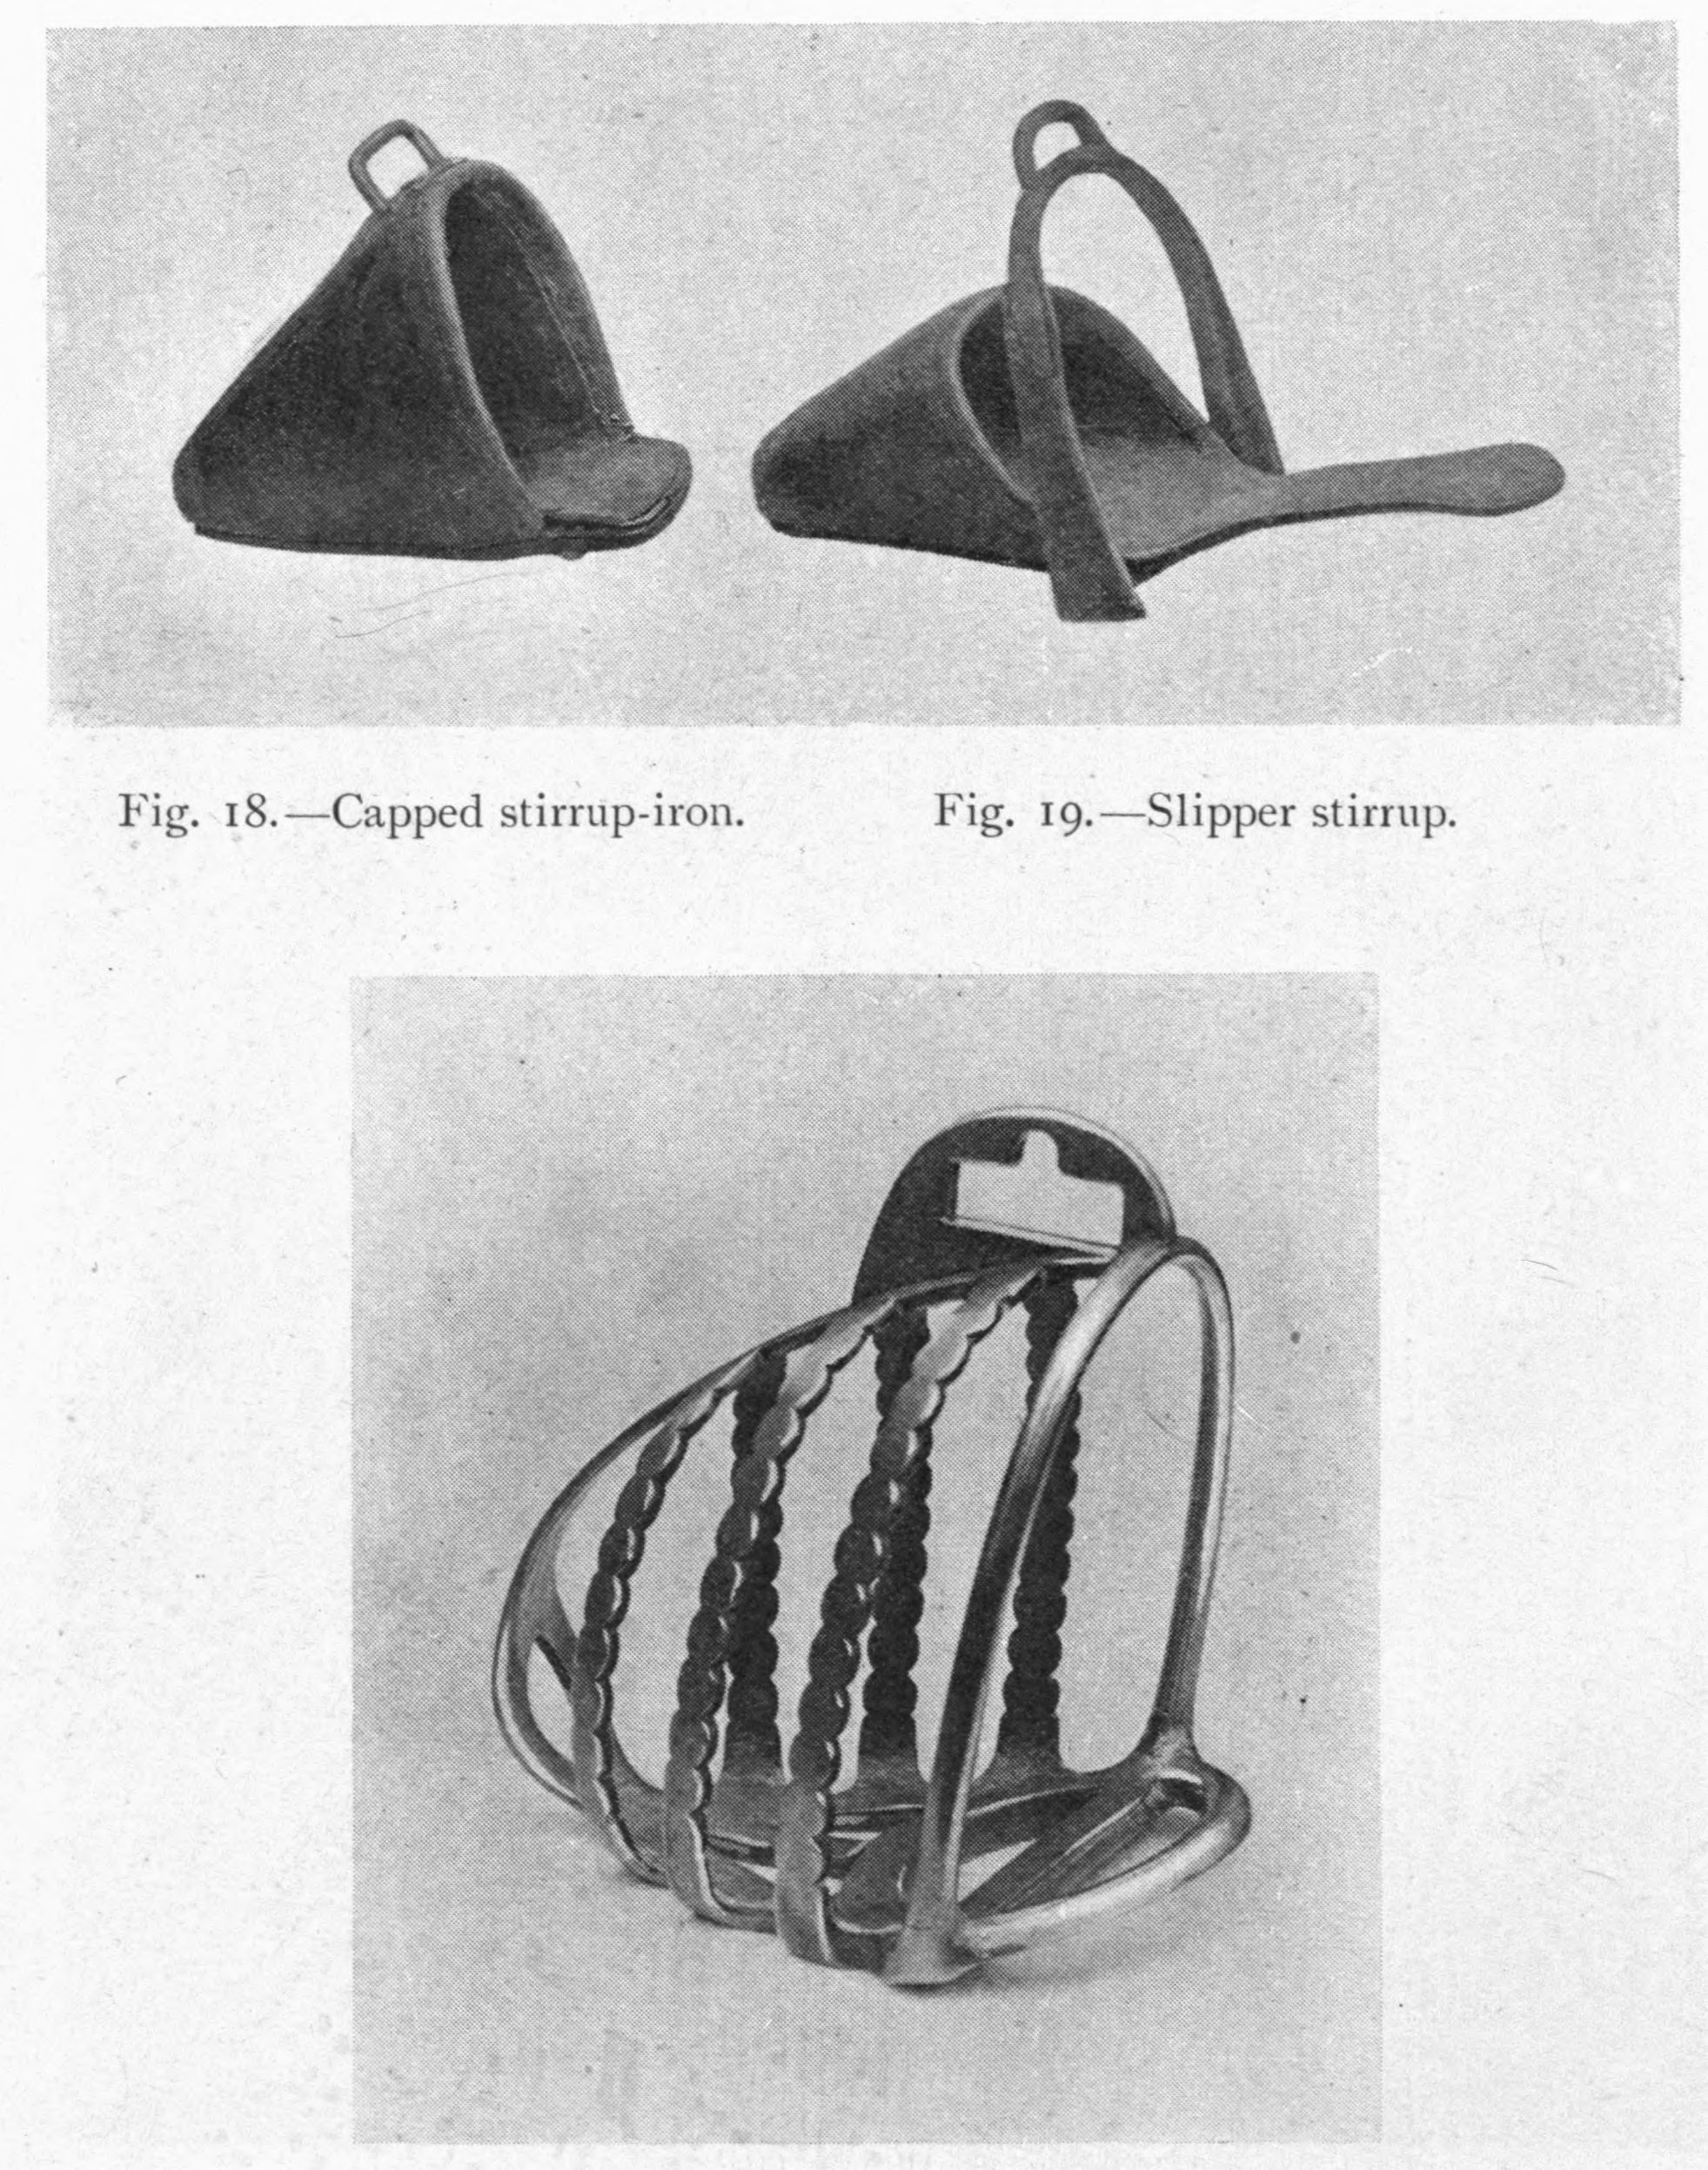 Fig. 18.—Capped stirrup-iron.
Fig. 19.—Slipper stirrup.